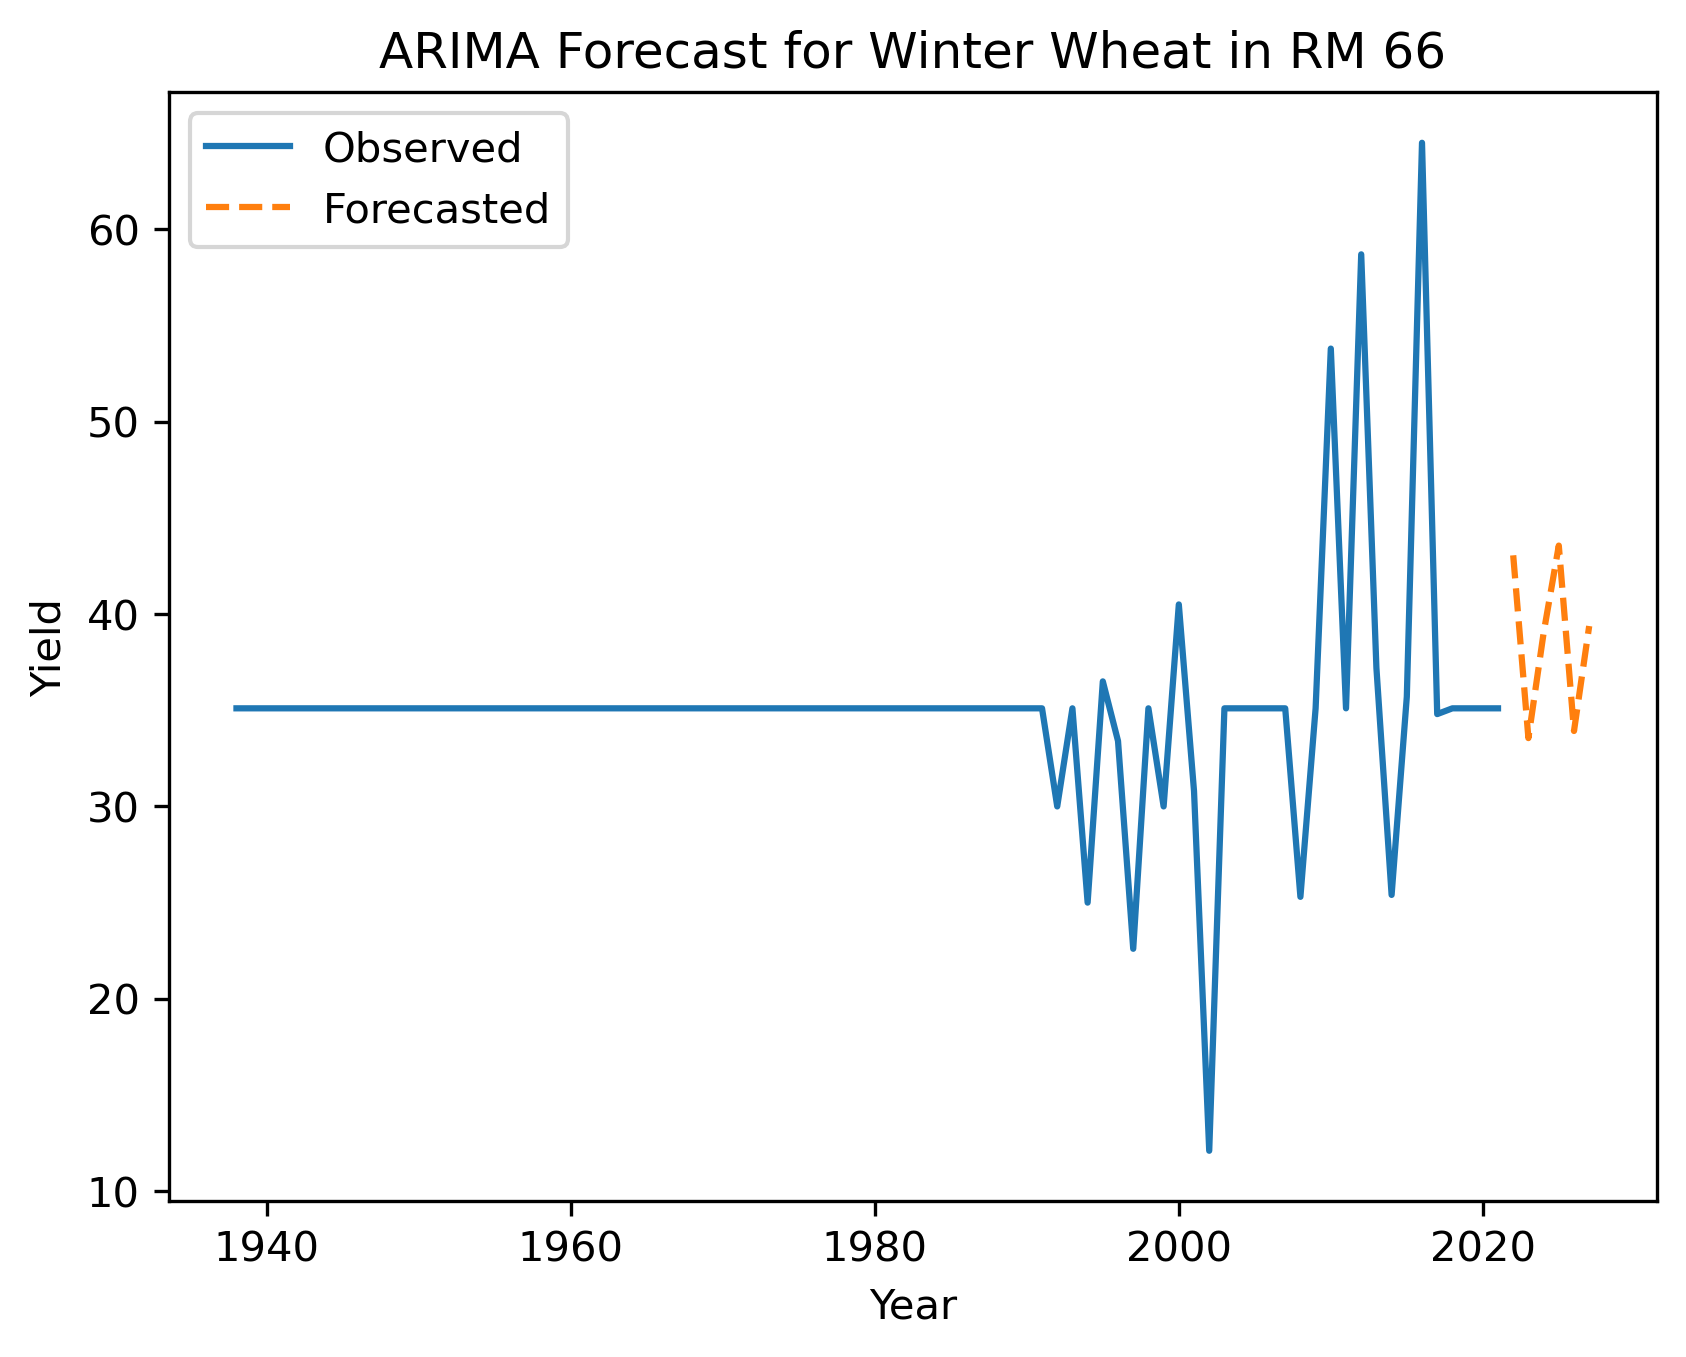 ARIMA Forecast for Winter Wheat in RM 66
Observed
Forecasted
60
50
40
30
20
10
Yield
1940 1960 1980 2000 2020
Year